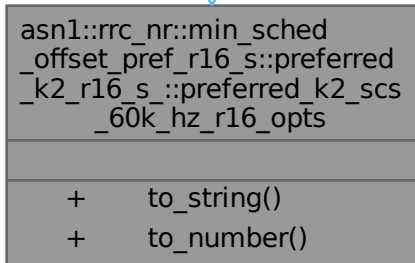 asn1::rrc_nr::min_sched
_offset_pref_r16_s::preferred
_k2_r16_s_::preferred_k2_scs
_60k_hz_r16_opts
+ to_string()
+ to_number()